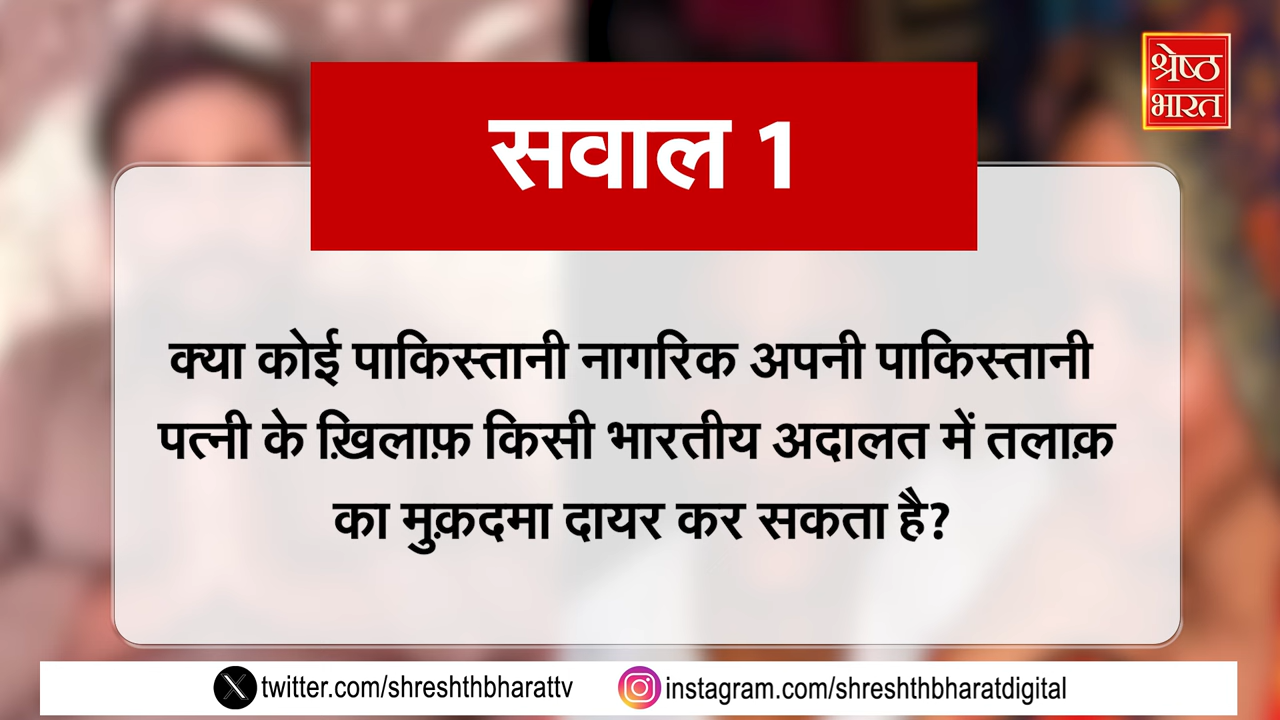 श्रेष्ठ
भारत
सवाल 1
क्या कोई पाकिस्तानी नागरिक अपनी पाकिस्तानी
पत्नी के ख़िलाफ़ किसी भारतीय अदालत में तलाक़
का मुक़दमा दायर कर सकता है?
twitter.com/shreshthbharattv
instagram.com/shreshthbharatdigital